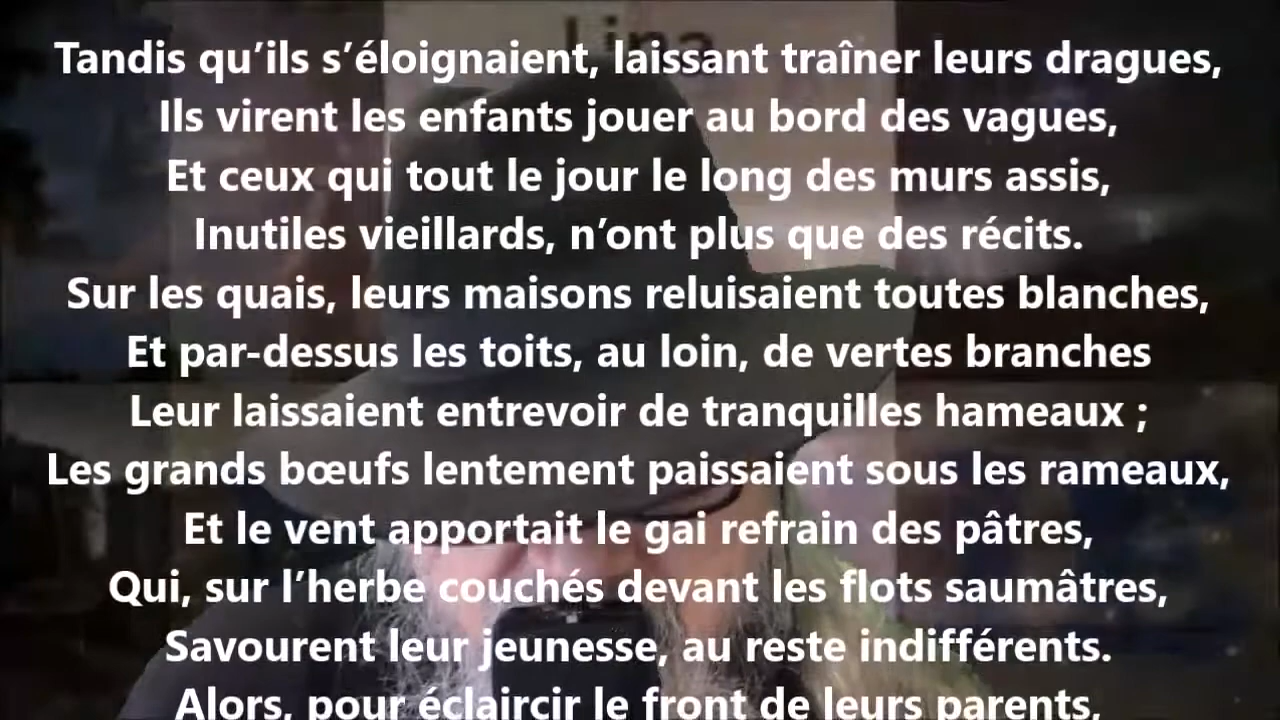 Lina
Tandis qu’ils s’éloignaient, laissant traîner leurs dragues,
Ils virent les enfants jouer au bord des vagues,
Et ceux qui tout le jour le long des murs assis,
Inutiles vieillards, n’ont plus que des récits.
Sur les quais, leurs maisons reluisaient toutes blanches,
Et par-dessus les toits, au loin, de vertes branches
Leur laissaient entrevoir de tranquilles hameaux ;
Les grands bœufs lentement paissaient sous les rameaux,
Et le vent apportait le gai refrain des pâtres,
Qui, sur l’herbe couchés devant les flots saumâtres,
Savourent leur jeunesse, au reste indifférents.
Alors, pour éclaircir le front de leurs parents,